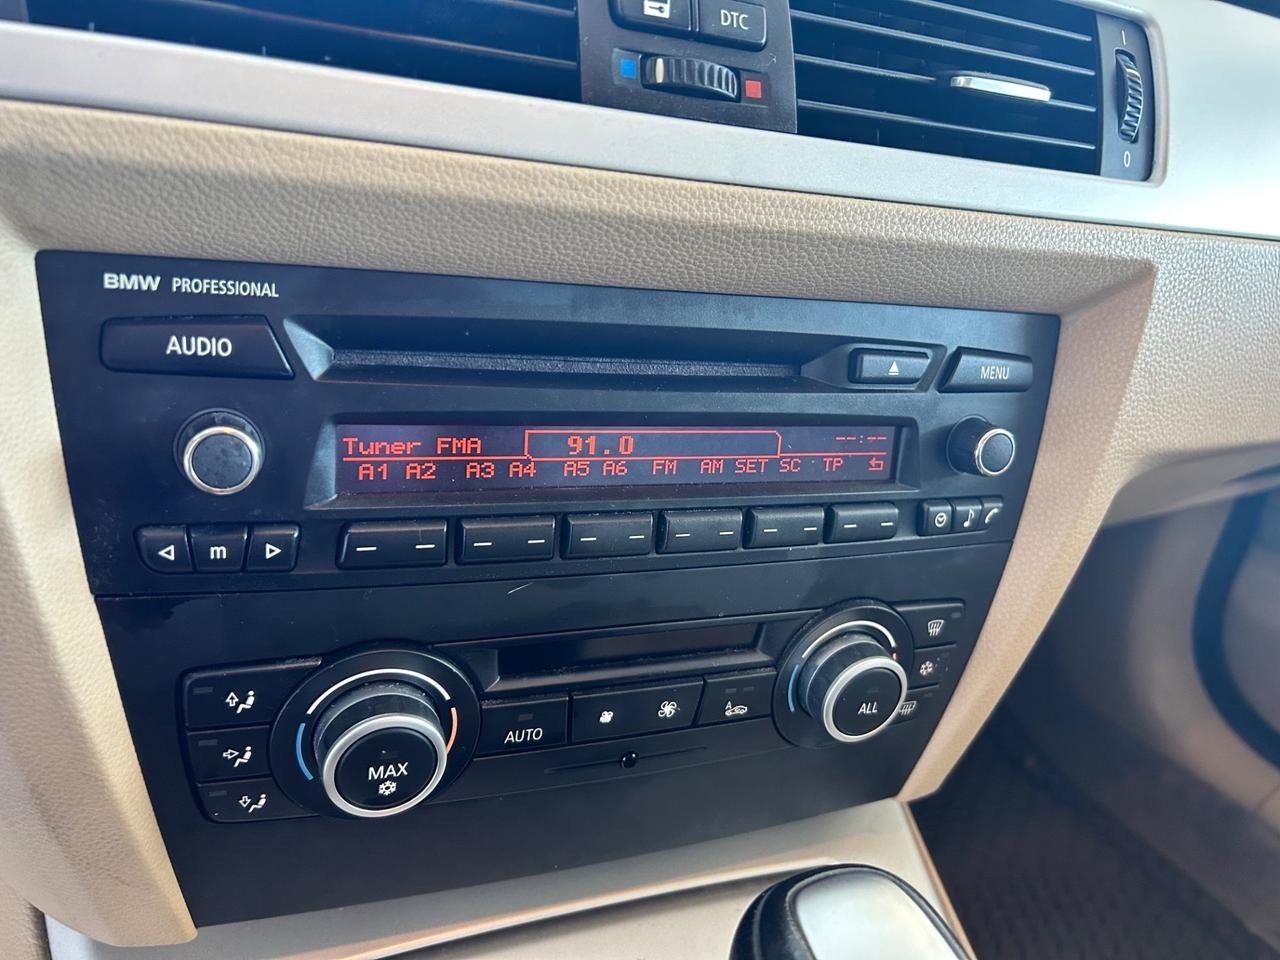 DTC
I
0
BMW PROFESSIONAL
AUDIO
MENU
Tuner FMA 91.0 --:--
A1 A2 A3 A4 A5 A6 FM AM SET SC TP
m
MAX
AUTO
A
ALL